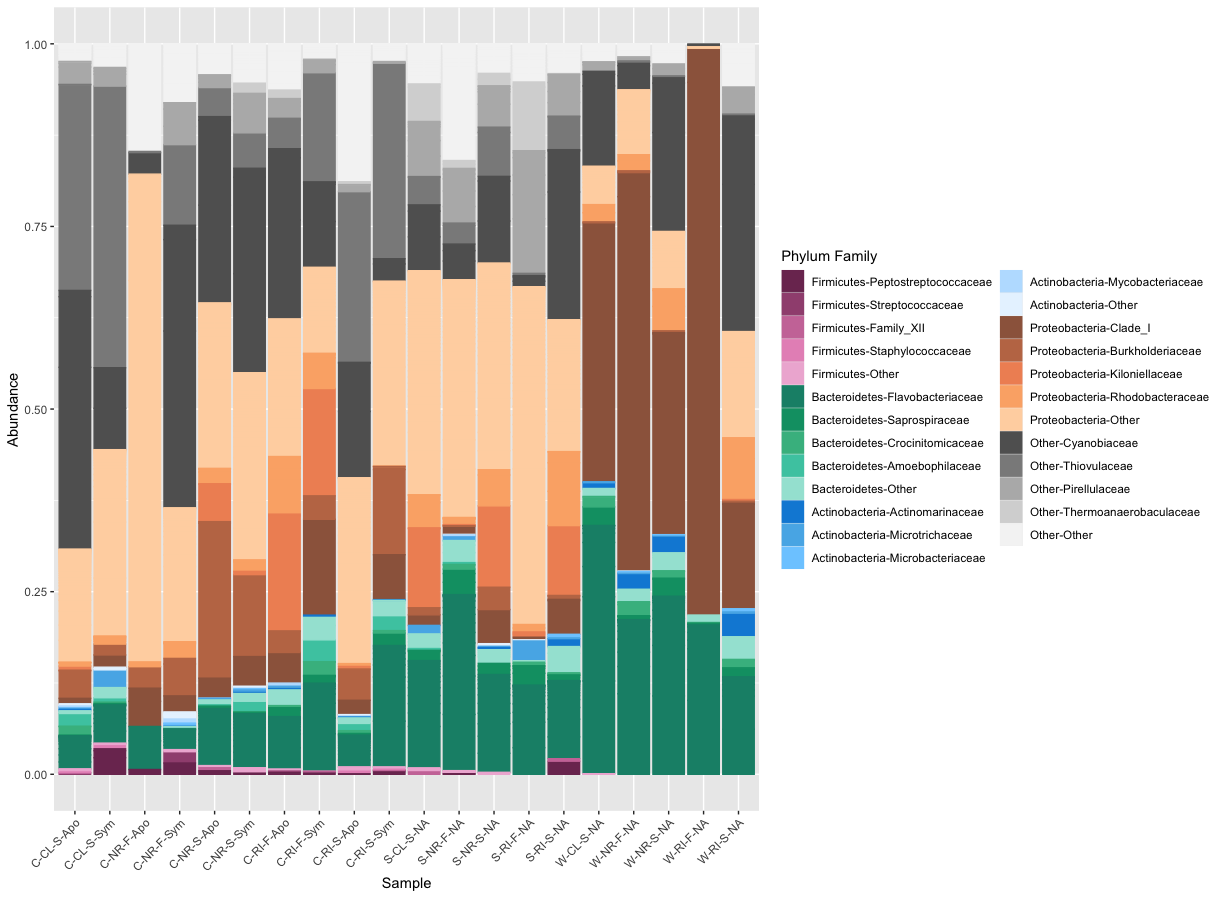 1.00
0.75
0.50
0.25
0.00
Abundance
C-CL-S-Apo
C-CL-S-Sym
C-NR-F-Apo
C-NR-F-Sym
C-NR-S-Apo
C-NR-S-Sym
C-RI-F-Apo
C-RI-F-Sym
C-RI-S-Apo
C-RI-S-Sym
S-CL-S-NA
S-NR-F-NA
S-NR-S-NA
S-RI-F-NA
S-RI-S-NA
W-CL-S-NA
W-NR-F-NA
W-NR-S-NA
W-RI-F-NA
W-RI-S-NA
Sample
Phylum Family
Firmicutes-Peptostreptococcaceae
Firmicutes-Streptococcaceae
Firmicutes-Family_XII
Firmicutes-Staphylococcaceae
Firmicutes-Other
Bacteroidetes-Flavobacteriaceae
Bacteroidetes-Saprospiraceae
Bacteroidetes-Crocinitomicaceae
Bacteroidetes-Amoebophilaceae
Bacteroidetes-Other
Actinobacteria-Actinomarinaceae
Actinobacteria-Microtrichaceae
Actinobacteria-Microbacteriaceae
Actinobacteria-Mycobacteriaceae
Actinobacteria-Other
Proteobacteria-Clade_I
Proteobacteria-Burkholderiaceae
Proteobacteria-Kiloniellaceae
Proteobacteria-Rhodobacteraceae
Proteobacteria-Other
Other-Cyanobiaceae
Other-Thiovulaceae
Other-Pirellulaceae
Other-Thermoanaerobaculaceae
Other-Other